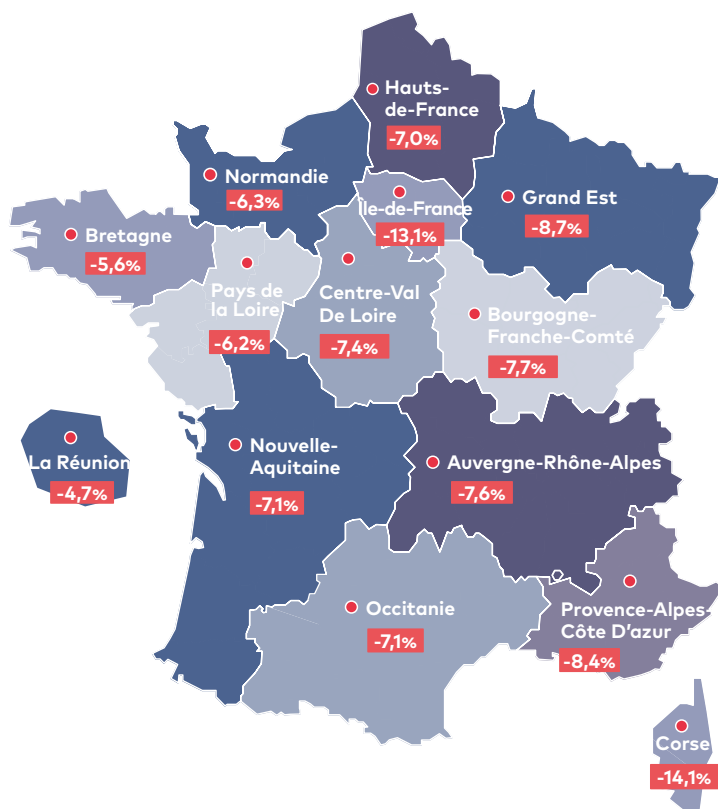 Hauts-
de-France
-7,0%
Normandie
-6,3%
Île-de-France
-13,1%
Grand Est
-8,7%
Bretagne
-5,6%
Pays de
la Loire
-6,2%
Centre-Val
De Loire
-7,4%
Bourgogne-
Franche-Comté
-7,7%
La Réunion
-4,7%
Nouvelle-
Aquitaine
-7,1%
Auvergne-Rhône-Alpes
-7,6%
Occitanie
-7,1%
Provence-Alpes-
Côte D'azur
-8,4%
Corse
-14,1%